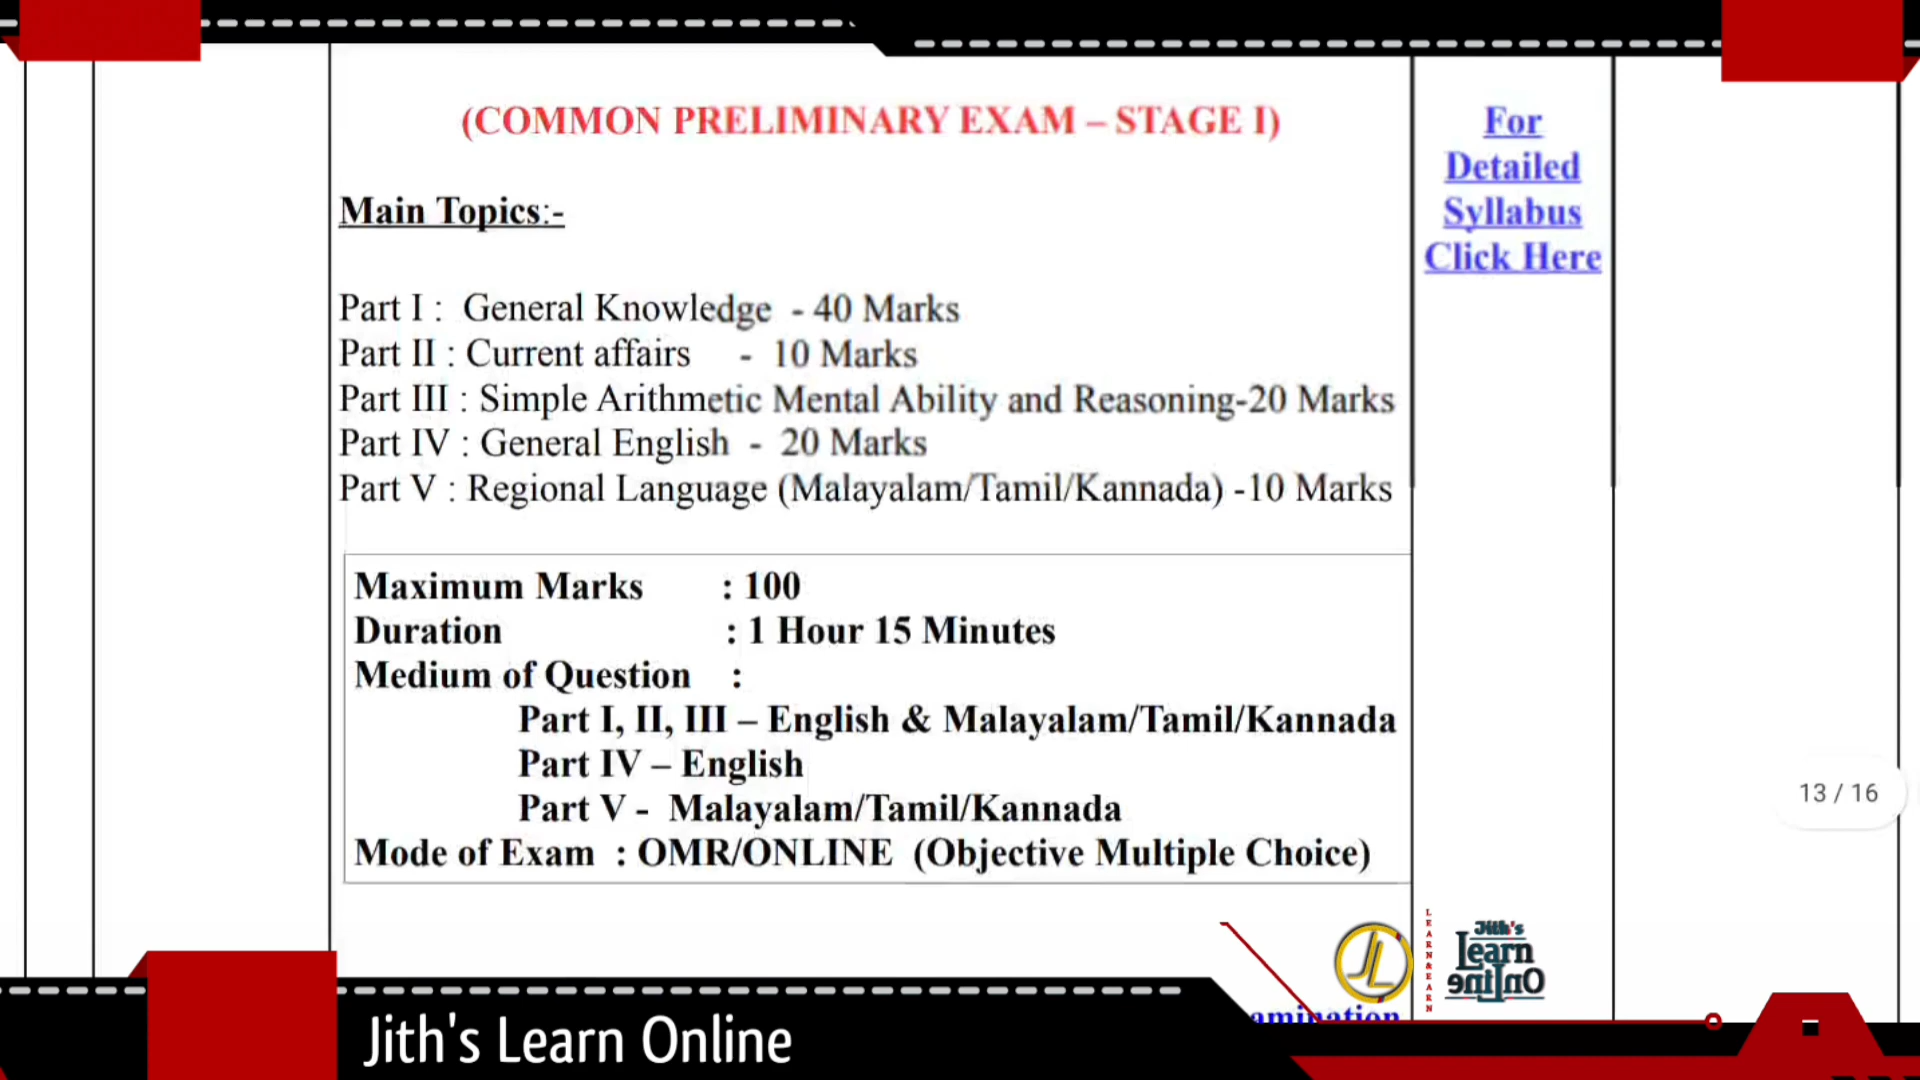 (COMMON PRELIMINARY EXAM – STAGE I)
For
Detailed
Syllabus
Click Here
Main Topics:-
Part I : General Knowledge - 40 Marks
Part II : Current affairs - 10 Marks
Part III : Simple Arithmetic Mental Ability and Reasoning-20 Marks
Part IV : General English - 20 Marks
Part V : Regional Language (Malayalam/Tamil/Kannada) -10 Marks
Maximum Marks : 100
Duration : 1 Hour 15 Minutes
Medium of Question :
Part I, II, III – English & Malayalam/Tamil/Kannada
Part IV – English
Part V - Malayalam/Tamil/Kannada
Mode of Exam : OMR/ONLINE (Objective Multiple Choice)
13 / 16
JL
LEARN&EARN
Jith's
Learn
Online
amination
Jith's Learn Online